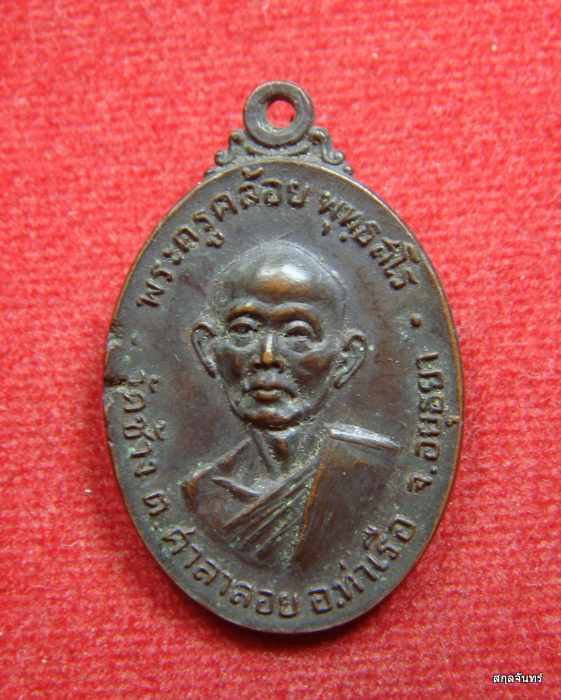 พระครูคล้อย พุทธสโร
วัดช้าง ต.ศาลาลอย อ.ท่าเรือ จ.อยุธยา
สกุลจันทร์